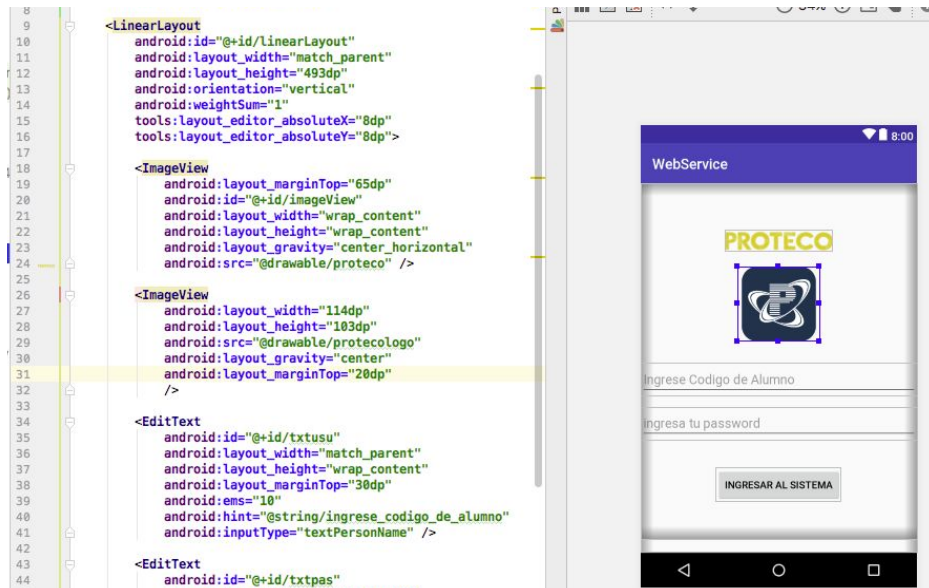 8
9 <LinearLayout
10 android:id="@+id/linearLayout"
11 android:layout_width="match_parent"
12 android:layout_height="493dp"
13 android:orientation="vertical"
14 android:weightSum="1"
15 tools:layout_editor_absoluteX="8dp"
16 tools:layout_editor_absoluteY="8dp">
17
18 <ImageView
19 android:layout_marginTop="65dp"
20 android:id="@+id/imageView"
21 android:layout_width="wrap_content"
22 android:layout_height="wrap_content"
23 android:layout_gravity="center_horizontal"
24 android:src="@drawable/proteco" />
25
26 <ImageView
27 android:layout_width="114dp"
28 android:layout_height="103dp"
29 android:src="@drawable/protecologo"
30 android:layout_gravity="center"
31 android:layout_marginTop="20dp"
32 />
33
34 <EditText
35 android:id="@+id/txtusu"
36 android:layout_width="match_parent"
37 android:layout_height="wrap_content"
38 android:layout_marginTop="30dp"
39 android:ems="10"
40 android:hint="@string/ingrese_codigo_de_alumno"
41 android:inputType="textPersonName" />
42
43 <EditText
44 android:id="@+id/txtpas"
8:00
WebService
PROTECO
P
Ingrese Codigo de Alumno
ingresa tu password
INGRESAR AL SISTEMA